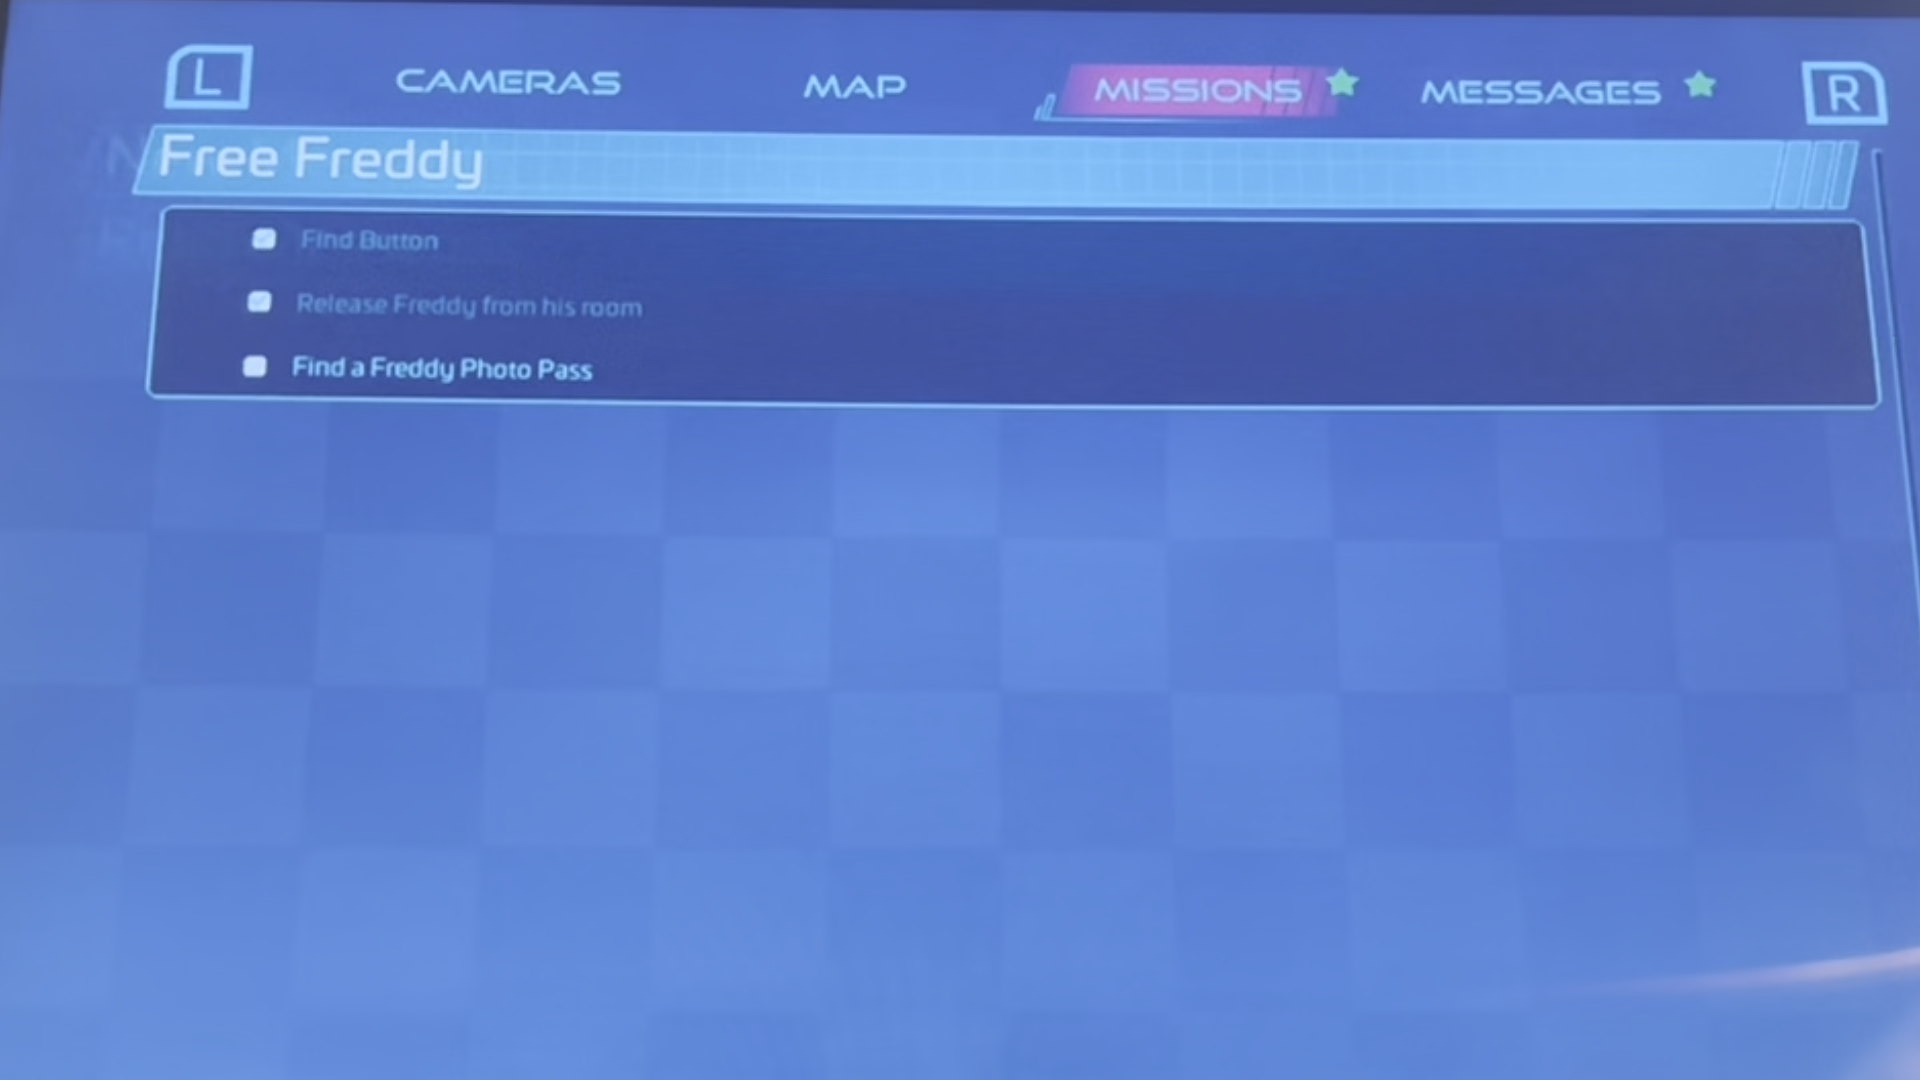 L CAMERAS MAP MISSIONS MESSAGES R
Free Freddy
Find Button
Release Freddy from his room
Find a Freddy Photo Pass